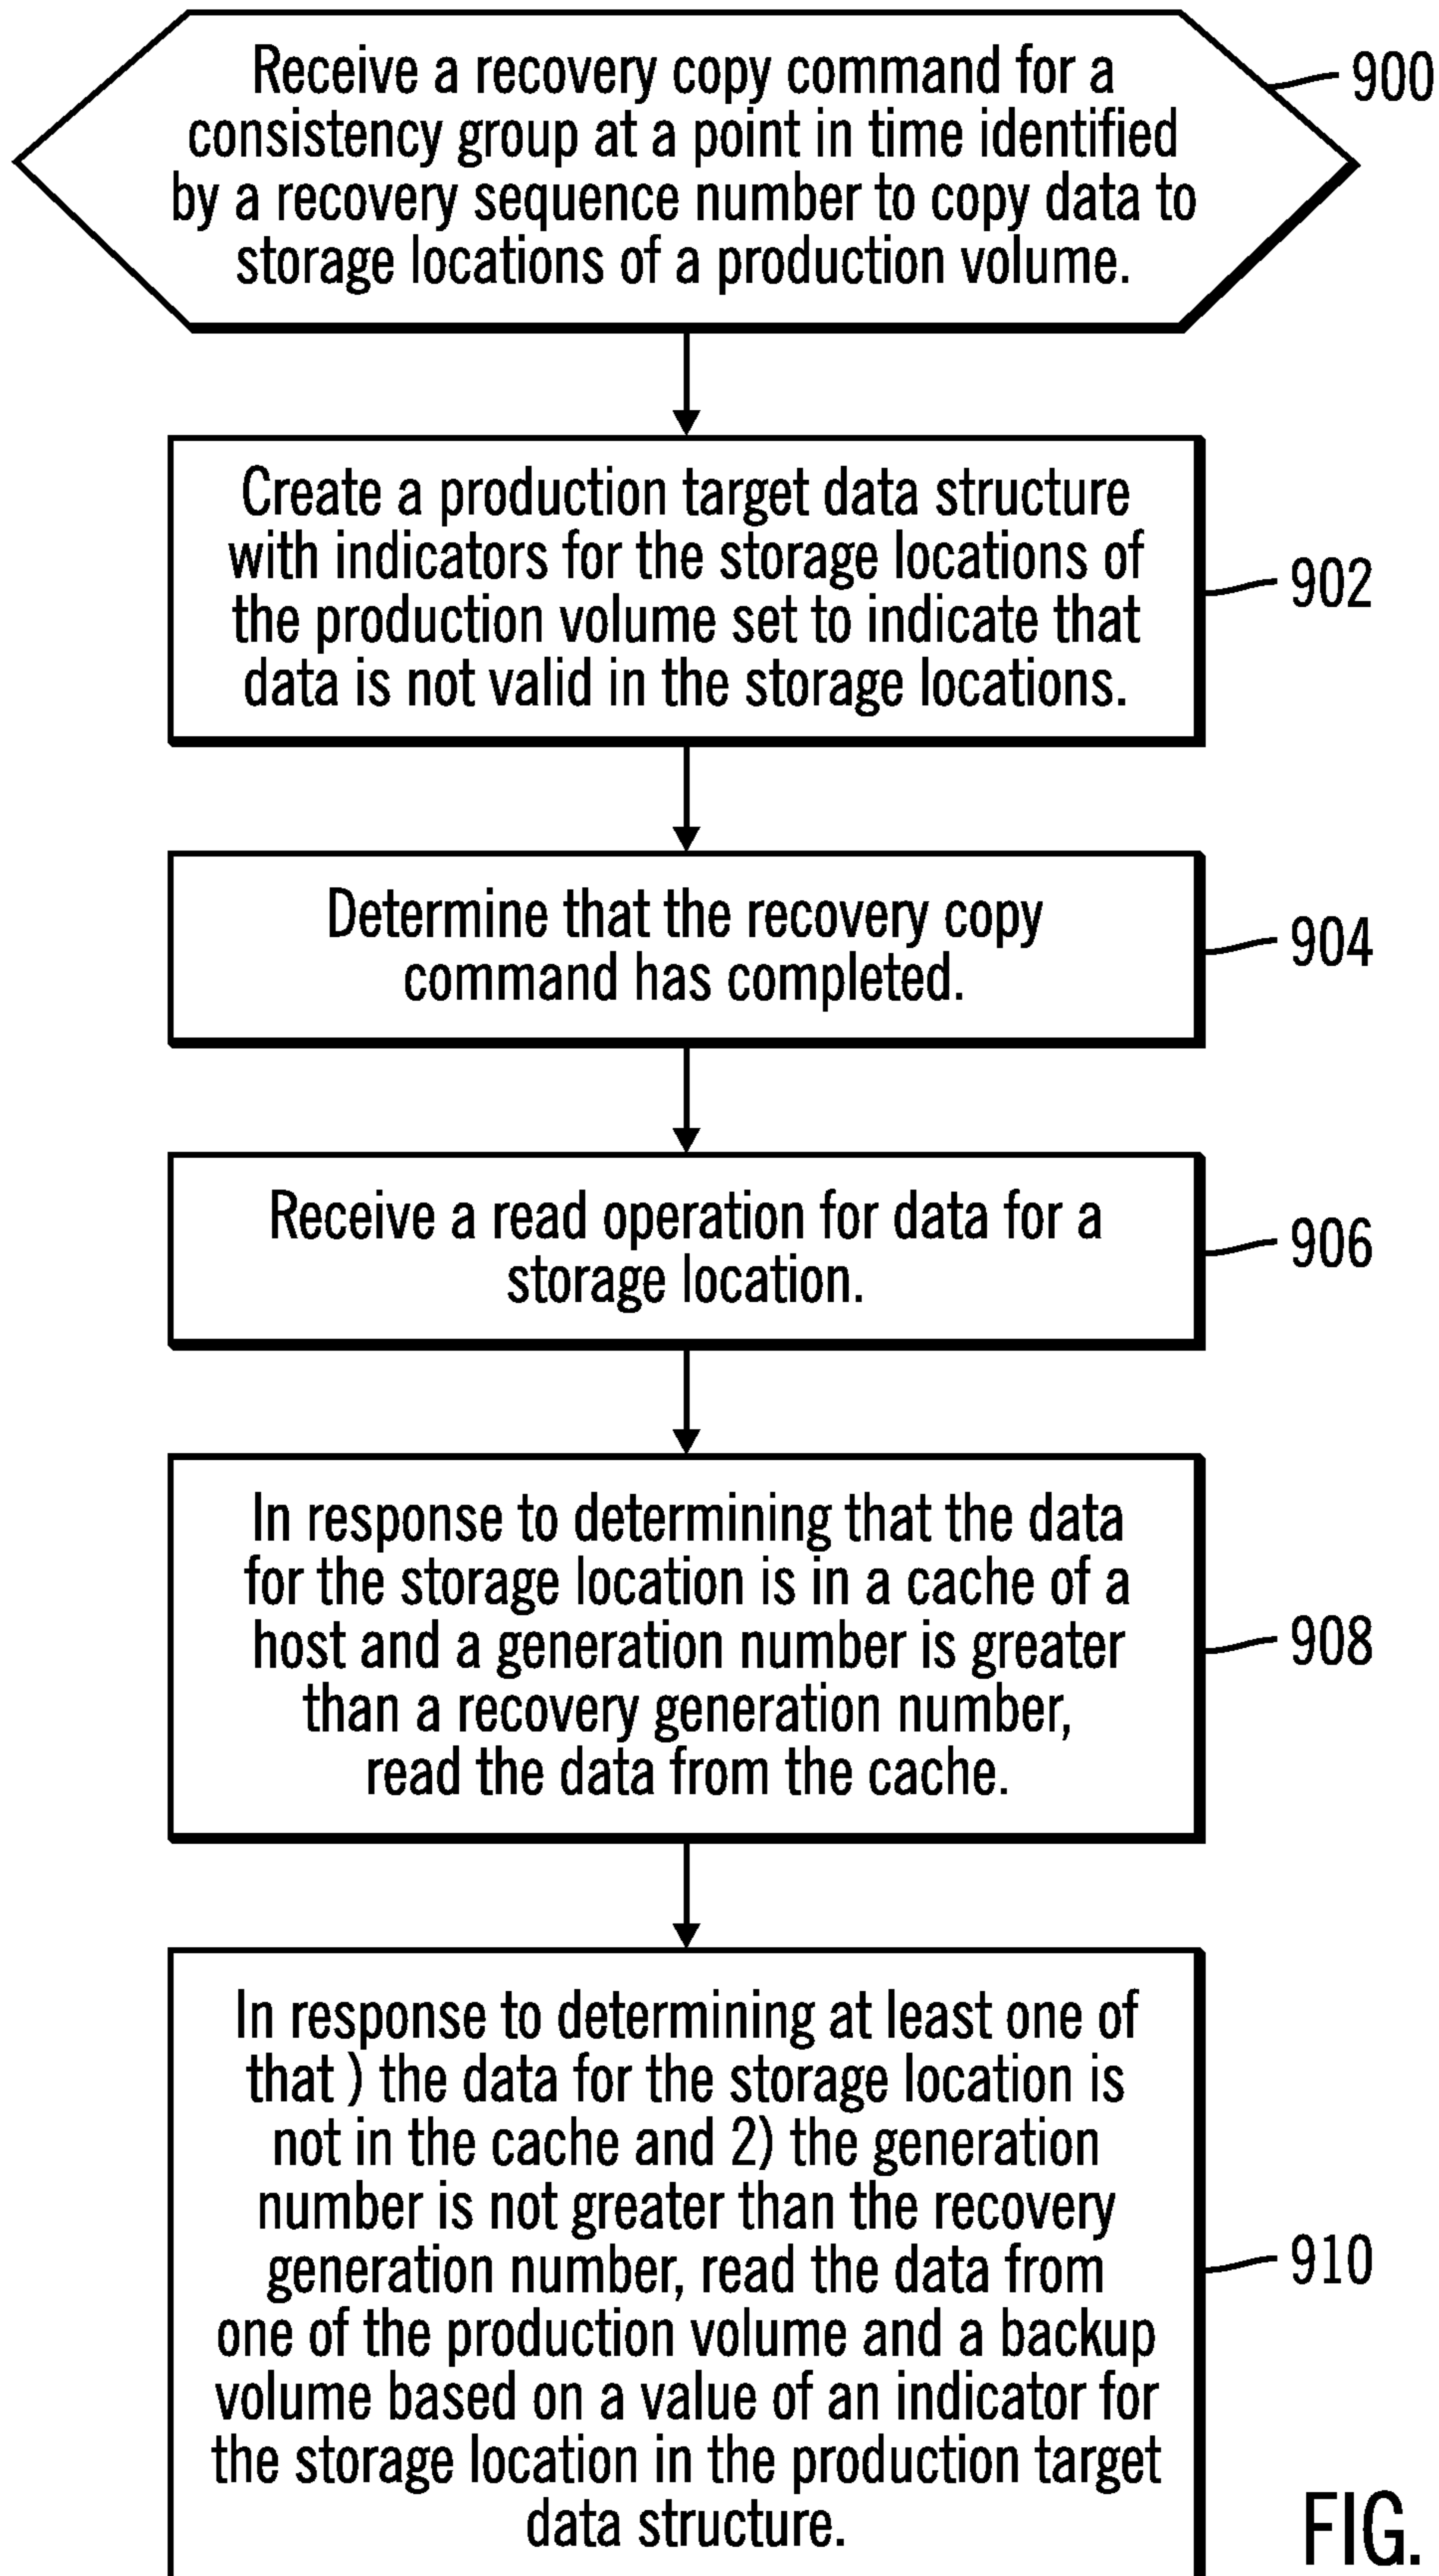 Receive a recovery copy command for a
consistency group at a point in time identified
by a recovery sequence number to copy data to
storage locations of a production volume.
900
Create a production target data structure
with indicators for the storage locations of
the production volume set to indicate that
data is not valid in the storage locations.
902
Determine that the recovery copy
command has completed.
904
Receive a read operation for data for a
storage location.
906
In response to determining that the data
for the storage location is in a cache of a
host and a generation number is greater
than a recovery generation number,
read the data from the cache.
908
In response to determining at least one of
that ) the data for the storage location is
not in the cache and 2) the generation
number is not greater than the recovery
generation number, read the data from
one of the production volume and a backup
volume based on a value of an indicator for
the storage location in the production target
data structure.
910
FIG.